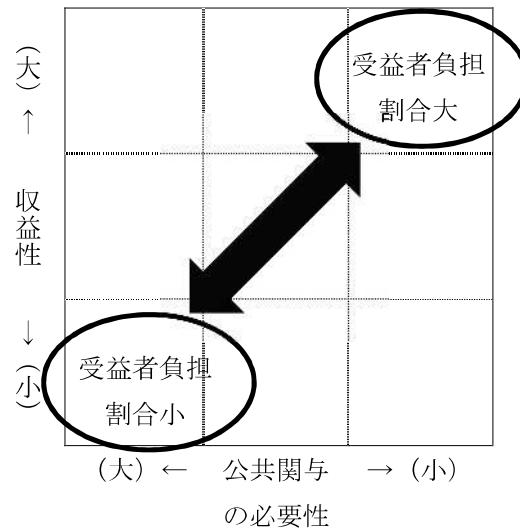 受益者負担
割合大
(大)
↑
収益性
↓
(小)
受益者負担
割合小
(大) ← 公共関与 → (小)
の必要性